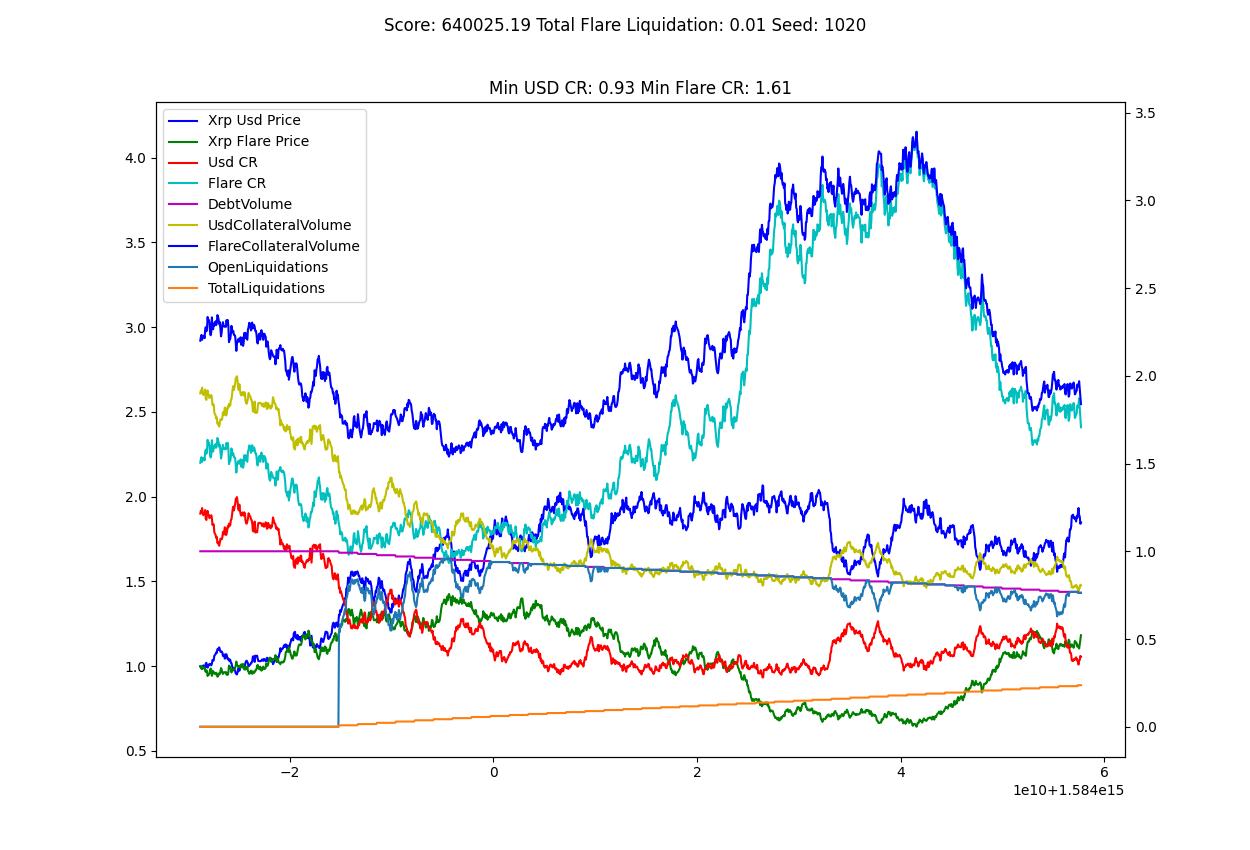 Score: 640025.19 Total Flare Liquidation: 0.01 Seed: 1020
Min USD CR: 0.93 Min Flare CR: 1.61
Xrp Usd Price
Xrp Flare Price
Usd CR
Flare CR
DebtVolume
UsdCollateralVolume
FlareCollateralVolume
OpenLiquidations
TotalLiquidations
4.0
3.5
3.0
2.5
2.0
1.5
1.0
0.5
3.5
3.0
2.5
2.0
1.5
1.0
0.5
0.0
−2
0
2
4
6
1e10+1.584e15